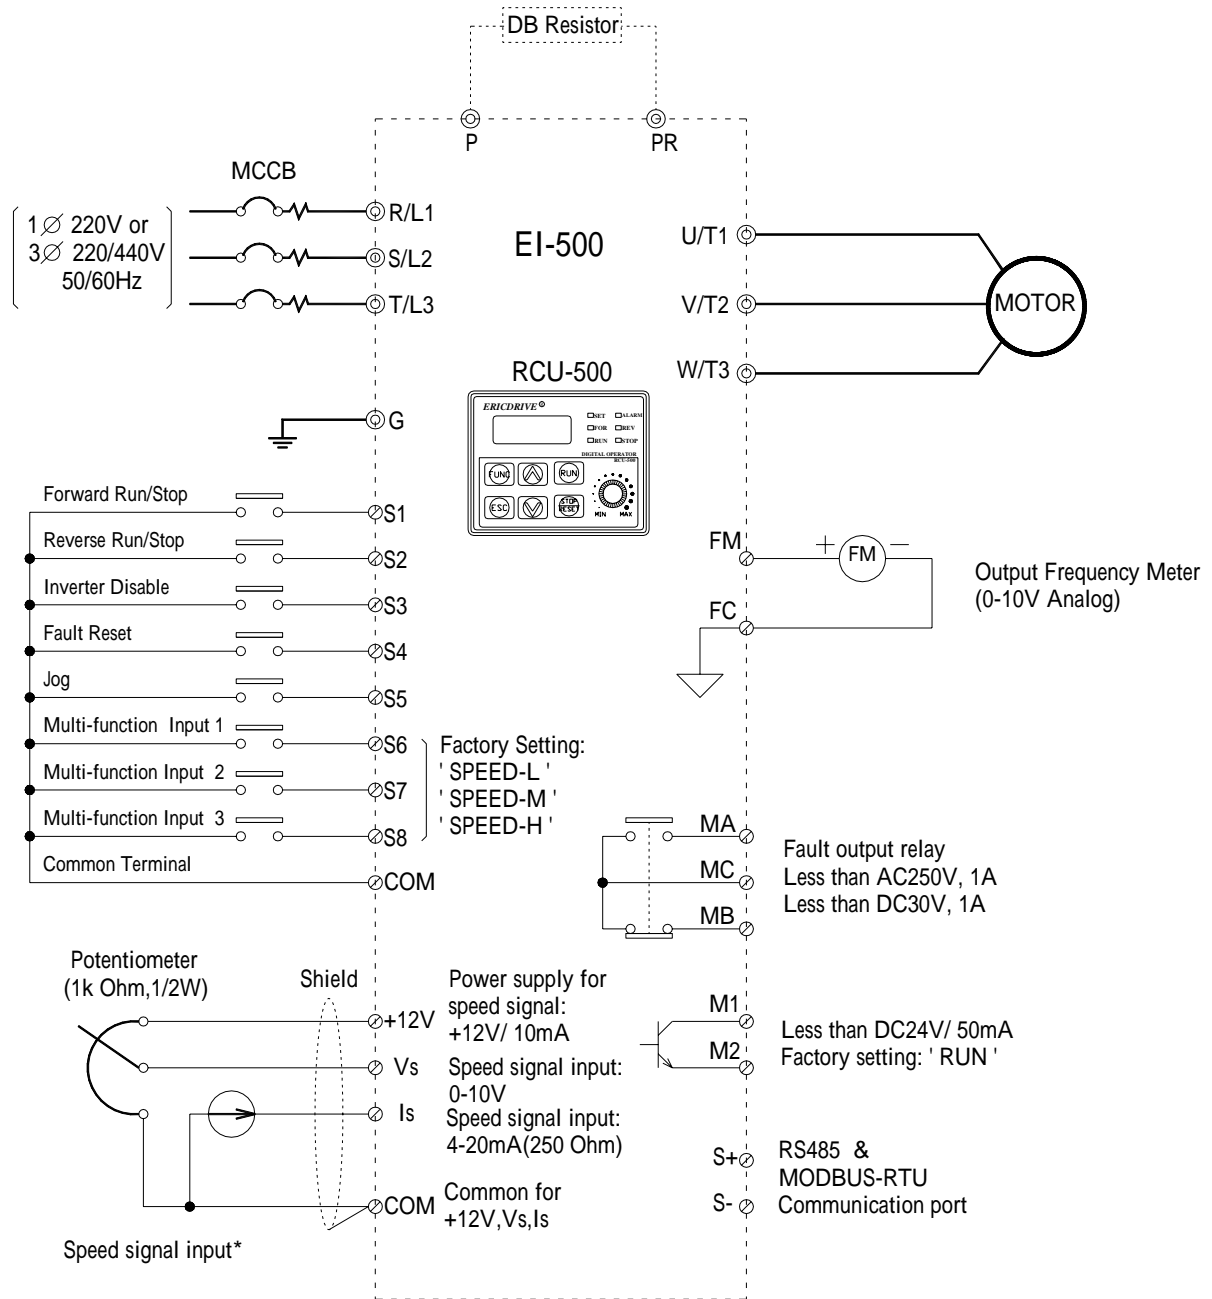 DB Resistor
P
PR
MCCB
1∅ 220V or
3∅ 220/440V
50/60Hz
R/L1
S/L2
T/L3
EI-500
U/T1
V/T2
W/T3
MOTOR
G
RCU-500
ERICDRIVE
SET
ALARM
FOR
REV
RUN
STOP
DIGITAL OPERATOR
RCU-500
FUNC
RUN
ESC
STOP
RESET
MIN
MAX
Forward Run/Stop
S1
Reverse Run/Stop
S2
Inverter Disable
S3
Fault Reset
S4
Jog
S5
Multi-function Input 1
S6
Multi-function Input 2
S7
Multi-function Input 3
S8
Common Terminal
COM
Factory Setting:
' SPEED-L '
' SPEED-M '
' SPEED-H '
FM
+
FM
−
FC
Output Frequency Meter
(0-10V Analog)
MA
MC
MB
Fault output relay
Less than AC250V, 1A
Less than DC30V, 1A
Potentiometer
(1k Ohm,1/2W)
Shield
+12V
Vs
Is
COM
Power supply for
speed signal:
+12V/ 10mA
Speed signal input:
0-10V
Speed signal input:
4-20mA(250 Ohm)
Common for
+12V,Vs,Is
Speed signal input*
M1
M2
Less than DC24V/ 50mA
Factory setting: ' RUN '
S+
S-
RS485 &
MODBUS-RTU
Communication port